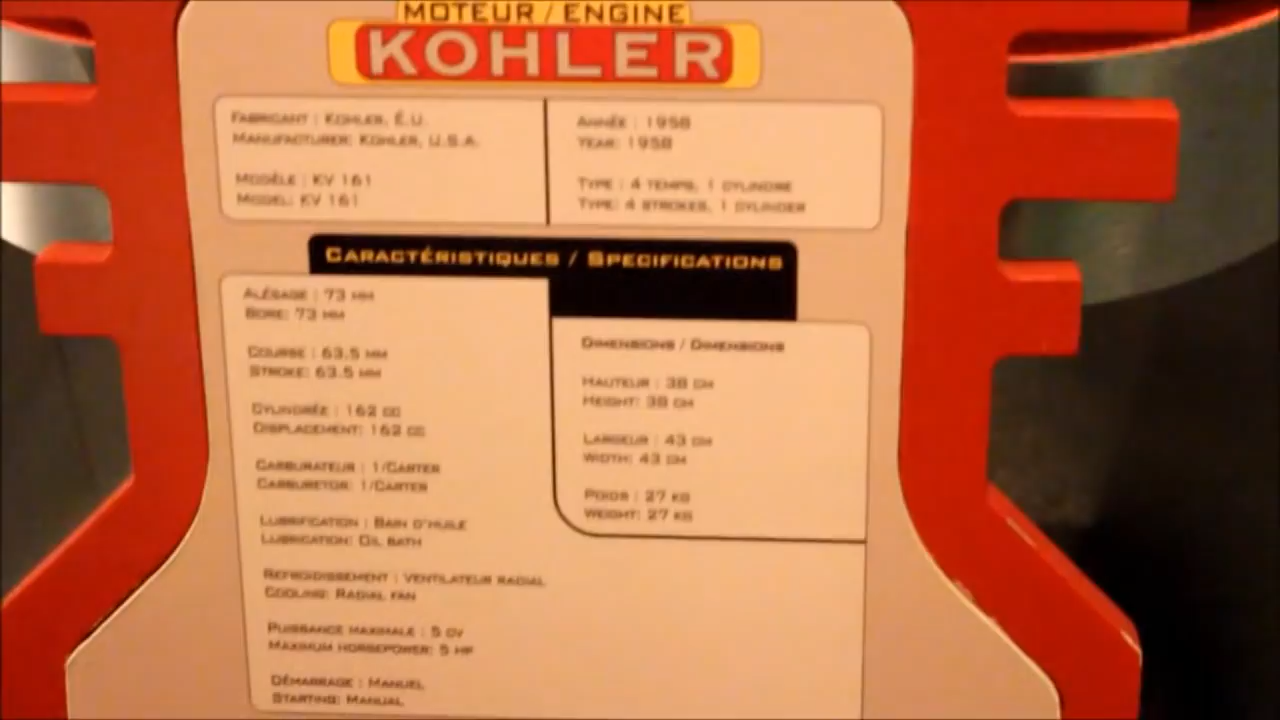 MOTEUR / ENGINE
KOHLER
FABRICANT : KOHLER, É.U.
MANUFACTURER: KOHLER, U.S.A.
MODÈLE : KV 161
MODEL: KV 161
ANNÉE : 1958
YEAR: 1958
TYPE : 4 TEMPS, 1 CYLINDRE
TYPE: 4 STROKES, 1 CYLINDER
CARACTÉRISTIQUES / SPECIFICATIONS
ALÉSAGE : 73 MM
BORE: 73 MM
COURSE : 63.5 MM
STROKE: 63.5 MM
CYLINDRÉE : 162 CC
DISPLACEMENT: 162 CC
CARBURATEUR : 1/CARTER
CARBURETOR: 1/CARTER
LUBRIFICATION : BAIN D'HUILE
LUBRICATION: OIL BATH
REFROIDISSEMENT : VENTILATEUR RADIAL
COOLING: RADIAL FAN
PUISSANCE MAXIMALE : 5 CV
MAXIMUM HORSEPOWER: 5 HP
DÉMARRAGE : MANUEL
STARTING: MANUAL
DIMENSIONS / DIMENSIONS
HAUTEUR : 38 CM
HEIGHT: 38 CM
LARGEUR : 43 CM
WIDTH: 43 CM
POIDS : 27 KG
WEIGHT: 27 KG